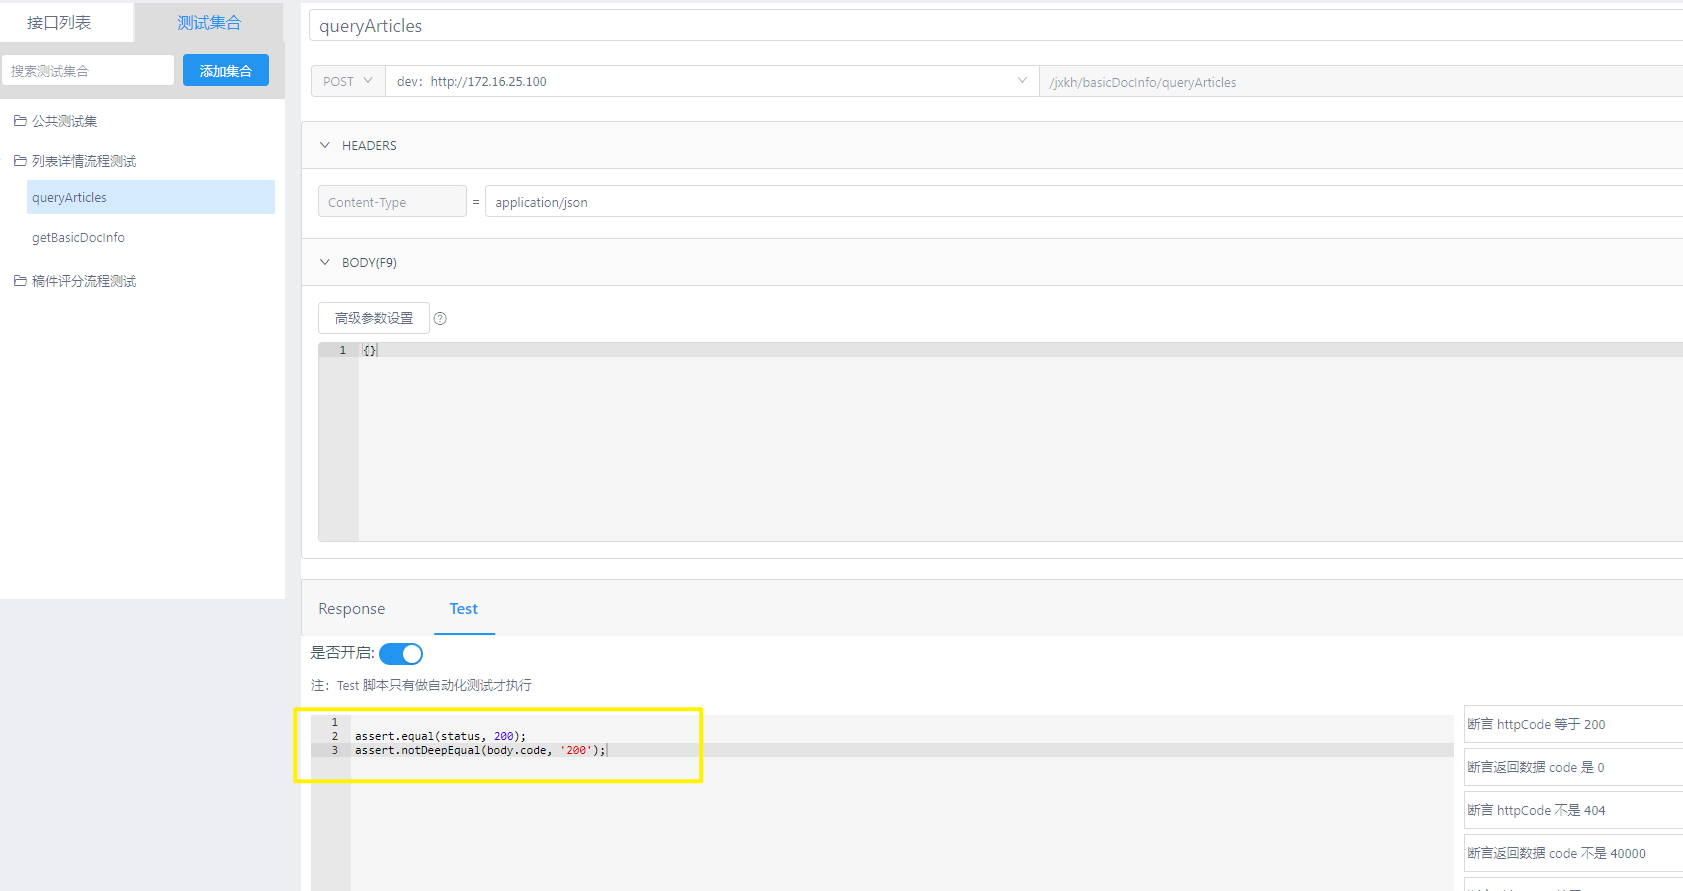 接口列表
测试集合
搜索测试集合
添加集合
公共测试集
列表详情流程测试
queryArticles
getBasicDocInfo
稿件评分流程测试
queryArticles
POST
dev：http://172.16.25.100
/jxkh/basicDocInfo/queryArticles
HEADERS
Content-Type
=
application/json
BODY(F9)
高级参数设置
?
1
{}
Response
Test
是否开启:
注：Test 脚本只有做自动化测试才执行
1
2 assert.equal(status, 200);
3 assert.notDeepEqual(body.code, '200');
断言 httpCode 等于 200
断言返回数据 code 是 0
断言 httpCode 不是 404
断言返回数据 code 不是 40000